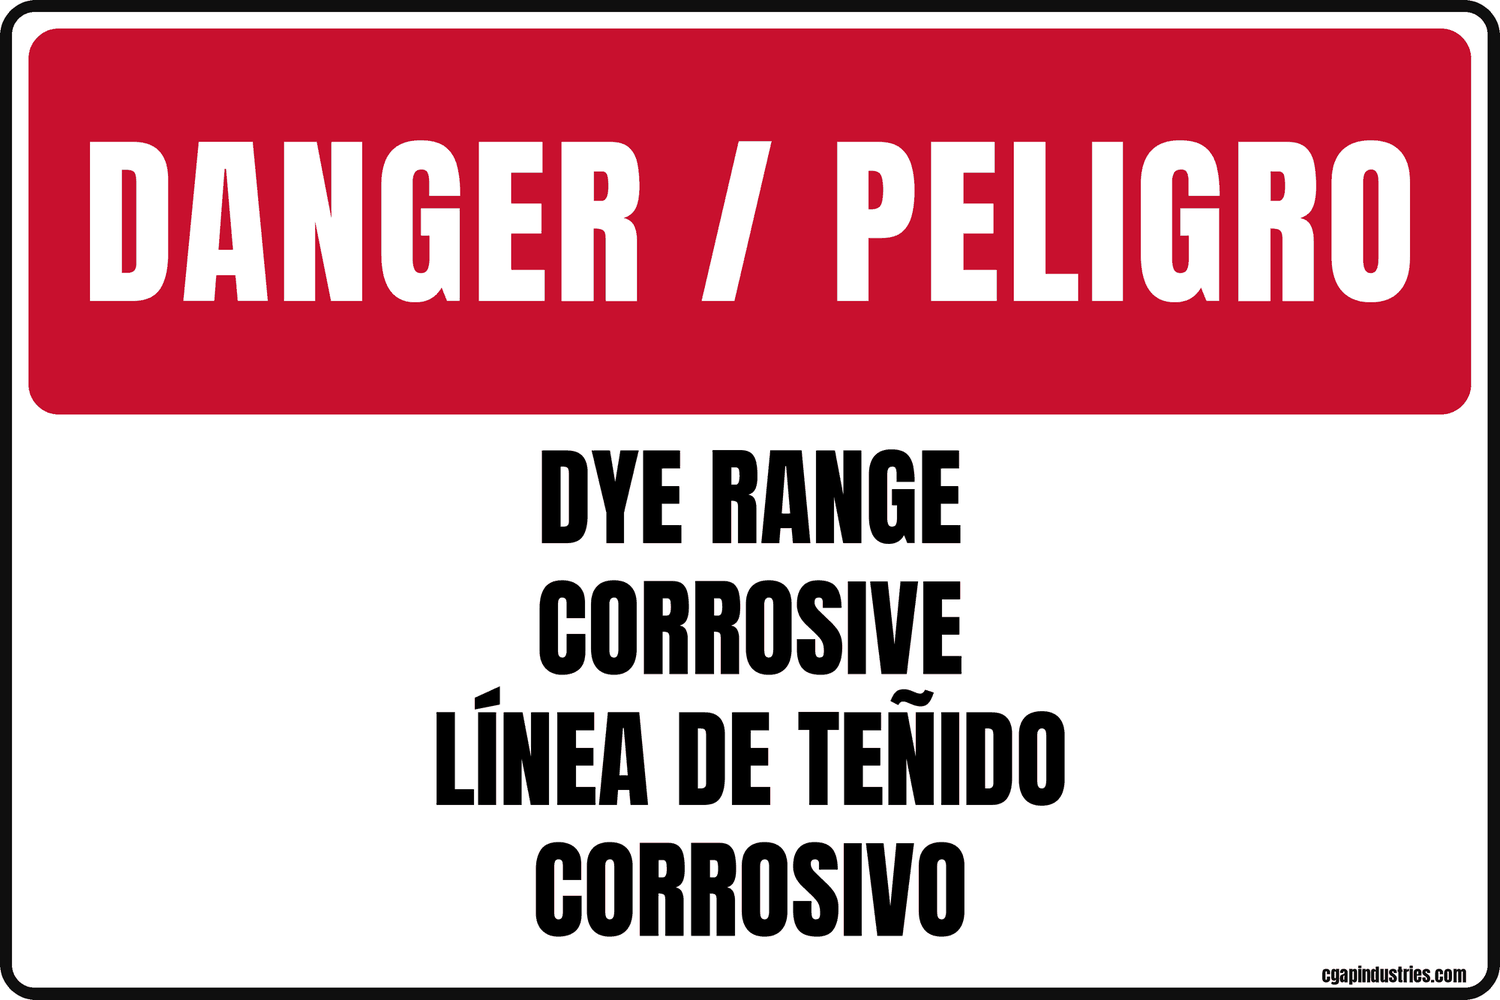 DANGER / PELIGRO
DYE RANGE
CORROSIVE
LÍNEA DE TEÑIDO
CORROSIVO
cgapindustries.com